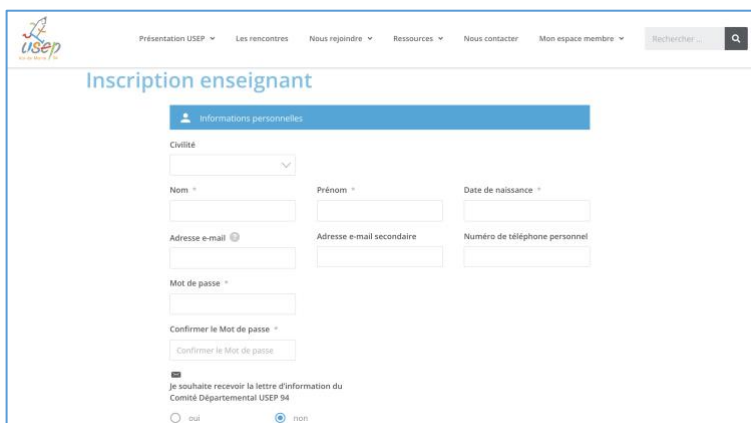 usep
Présentation USEP
Les rencontres
Nous rejoindre
Ressources
Nous contacter
Mon espace membre
Rechercher ...
Inscription enseignant
Informations personnelles
Civilité
Nom *
Prénom *
Date de naissance *
Adresse e-mail ?
Adresse e-mail secondaire
Numéro de téléphone personnel
Mot de passe *
Confirmer le Mot de passe *
Confirmer le Mot de passe
Je souhaite recevoir la lettre d'information du
Comité Départemental USEP 94
oui
non